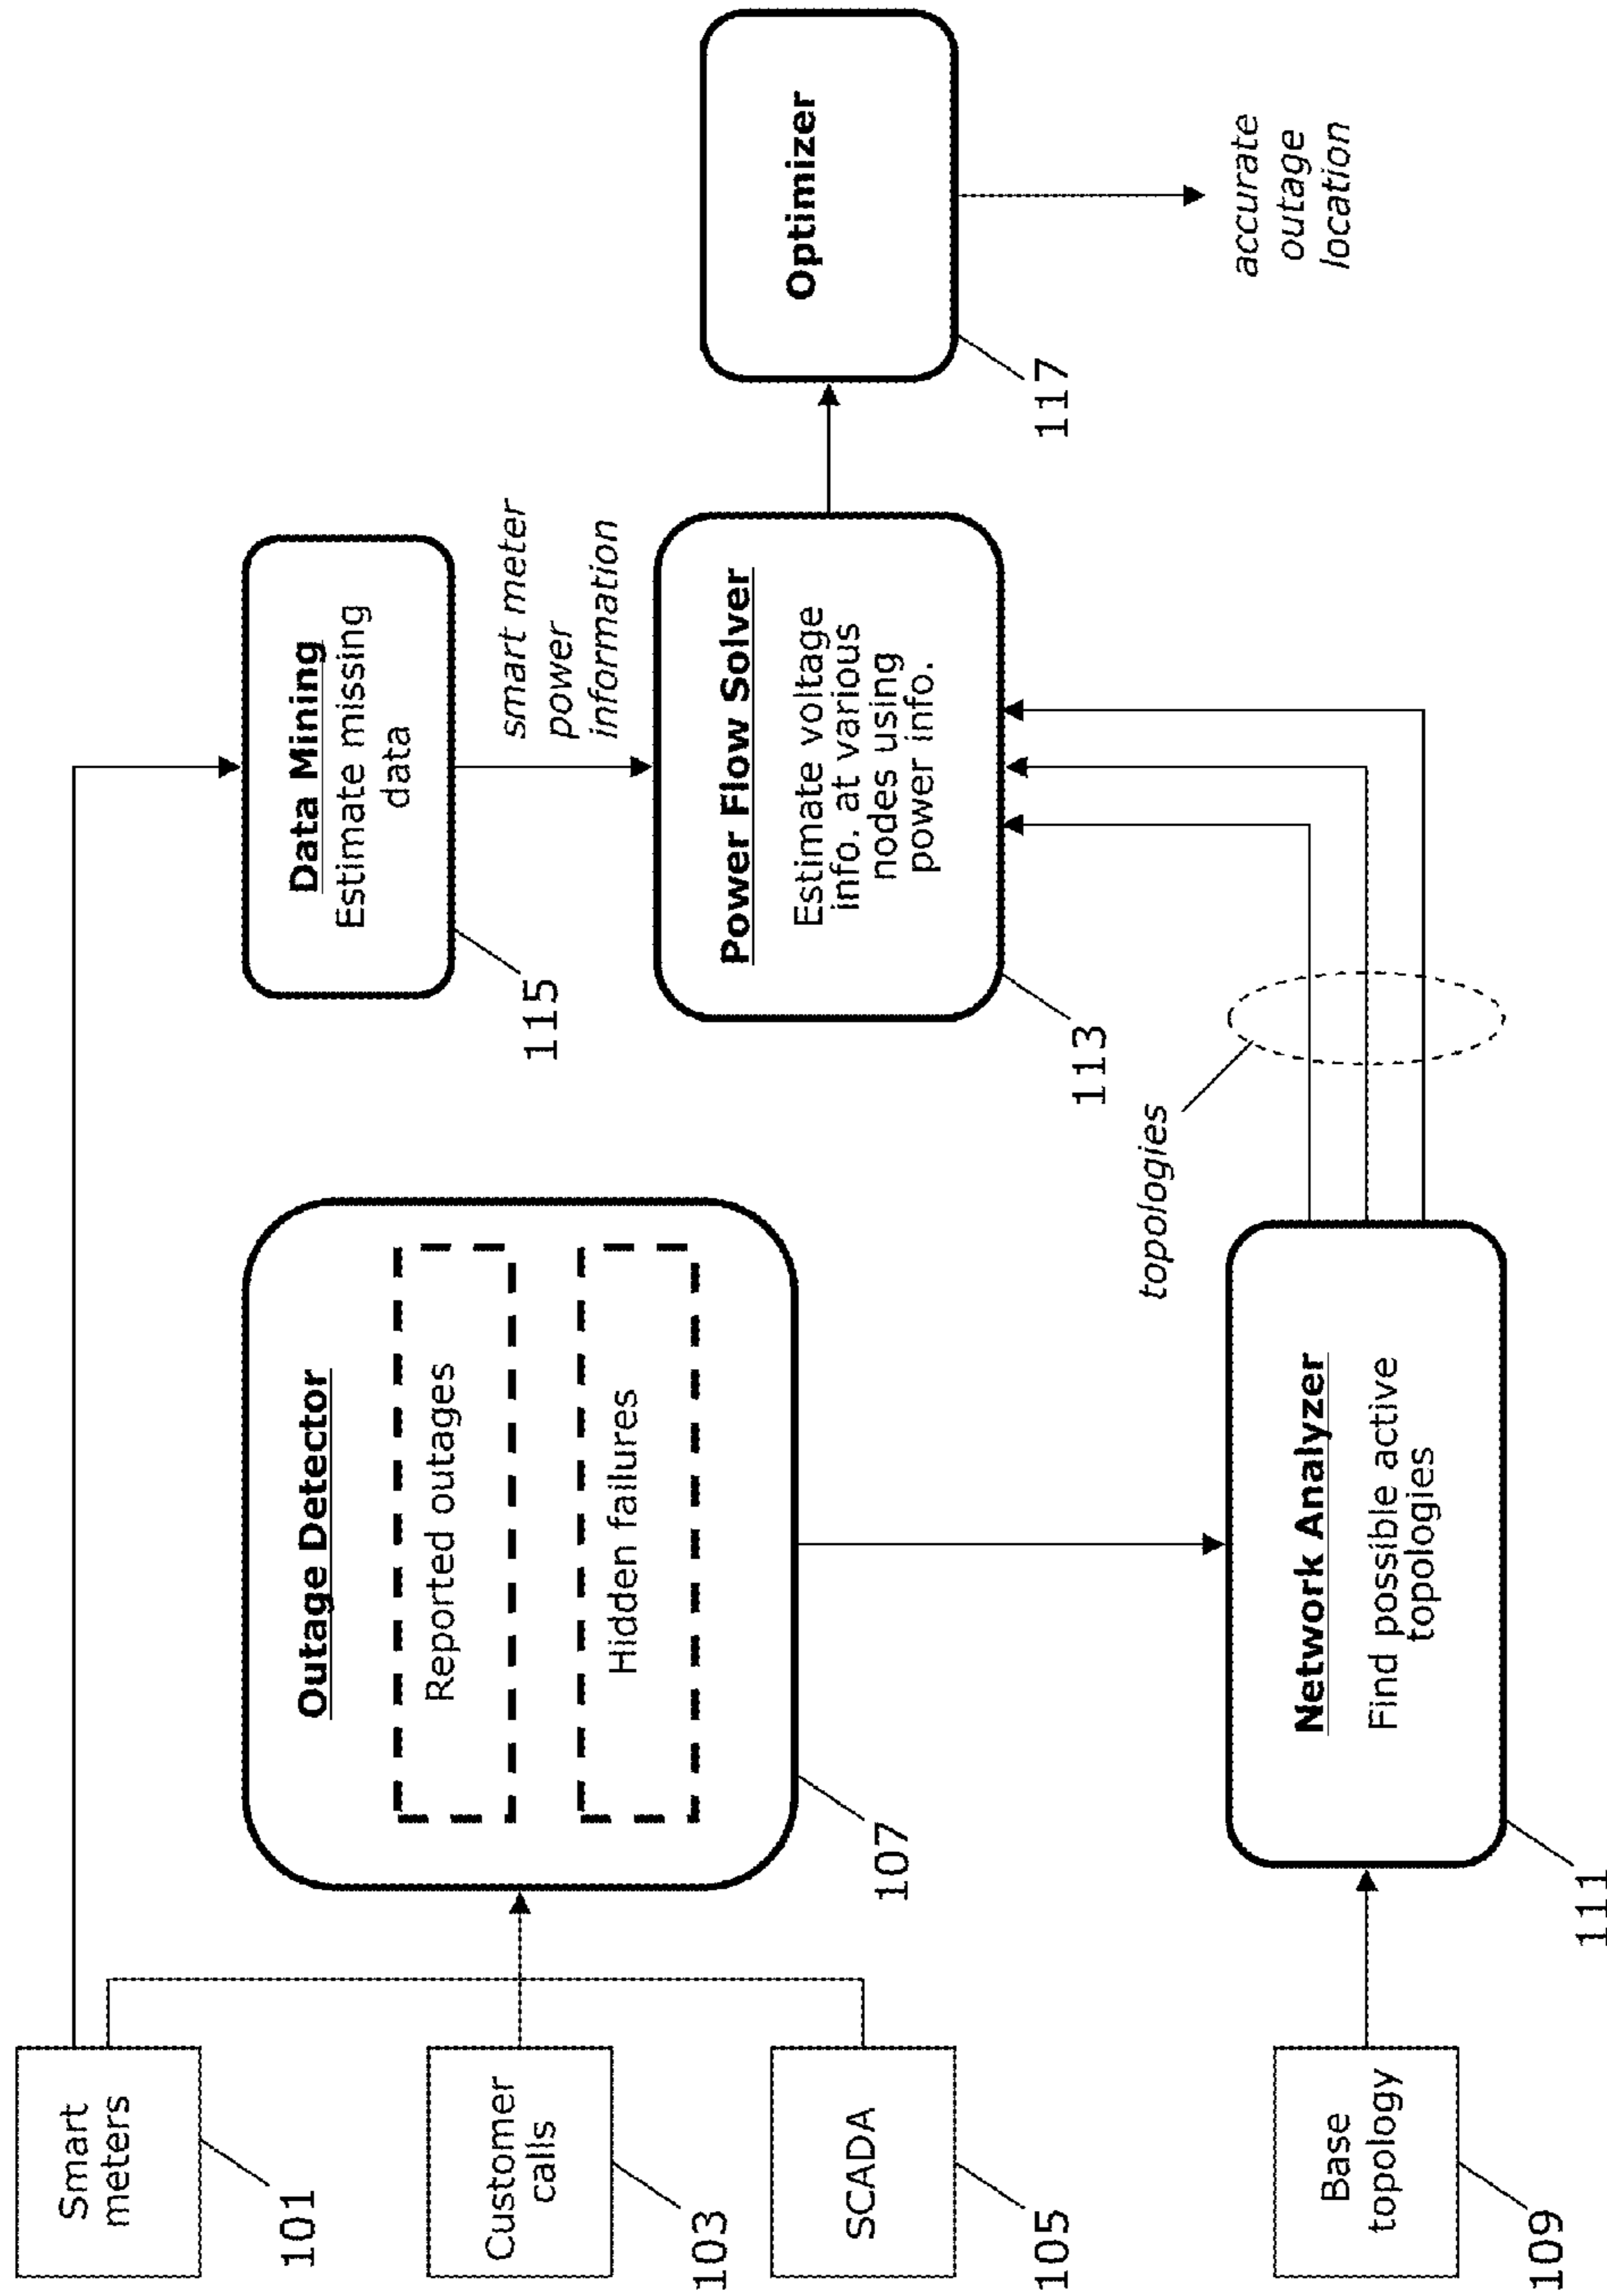 Smart
meters
101
Customer
calls
103
SCADA
105
Base
topology
109
Outage Detector
Reported outages
Hidden failures
107
Network Analyzer
Find possible active
topologies
111
topologies
Data Mining
Estimate missing
data
115
smart meter
power
information
Power Flow Solver
Estimate voltage
info. at various
nodes using
power info.
113
Optimizer
117
accurate
outage
location